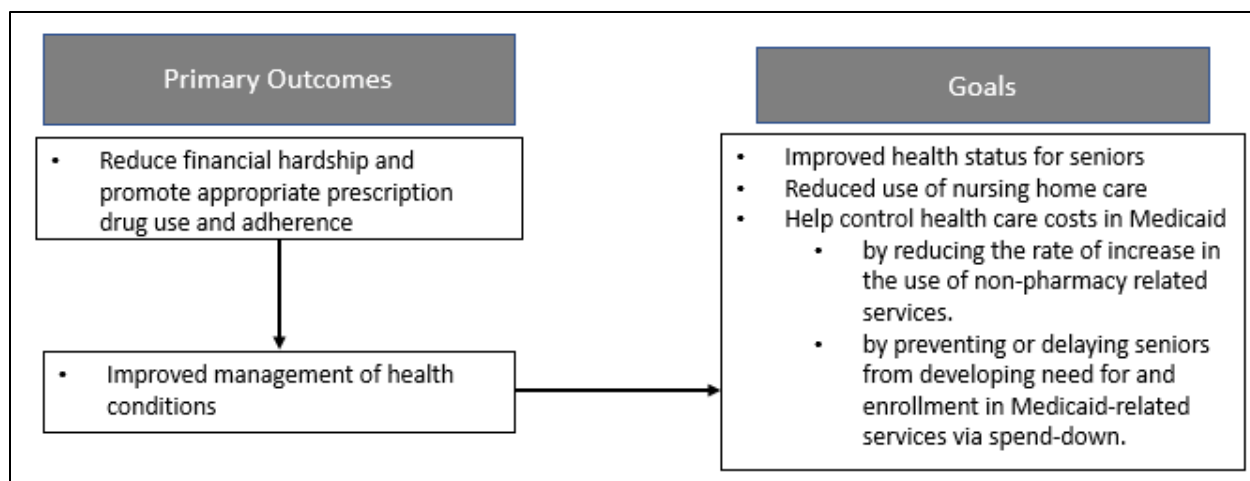 Primary Outcomes
• Reduce financial hardship and
promote appropriate prescription
drug use and adherence
• Improved management of health
conditions
Goals
• Improved health status for seniors
• Reduced use of nursing home care
• Help control health care costs in Medicaid
• by reducing the rate of increase in
the use of non-pharmacy related
services.
• by preventing or delaying seniors
from developing need for and
enrollment in Medicaid-related
services via spend-down.